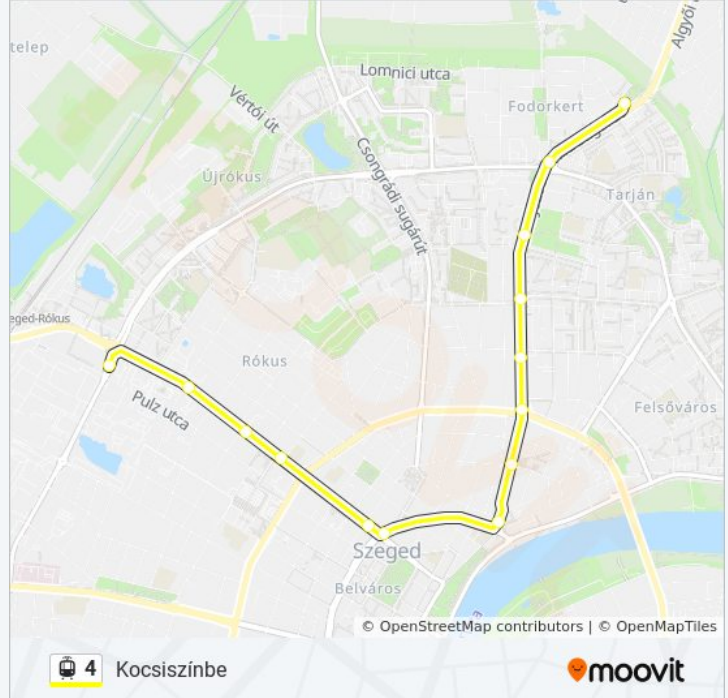 telep
Lomnici utca
Algyői
Vértói út
Fodorkert
Csongrádi sugárút
Újrókus
Tarján
eged-Rókus
Rókus
Pulz utca
Felsőváros
Szeged
Belváros
© OpenStreetMap contributors | © OpenMapTiles
4 Kocsiszínbe
moovit